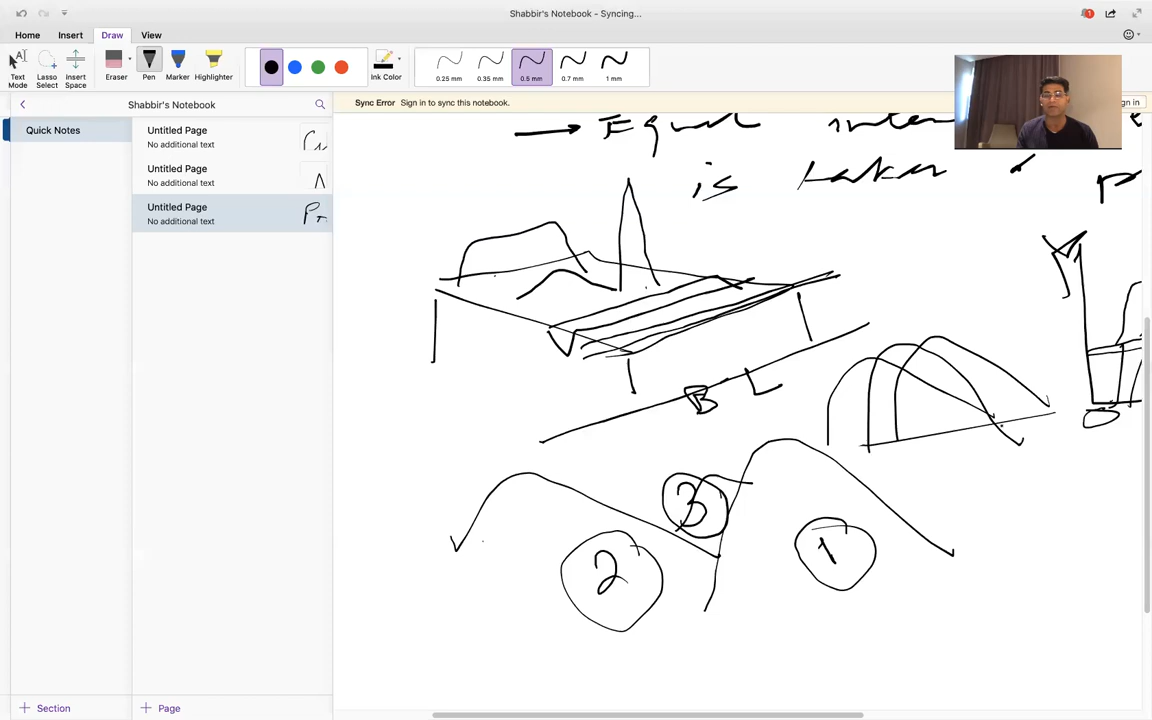 Shabbir's Notebook - Syncing...
Home Insert Draw View
Text Mode Lasso Select Insert Space Eraser Pen Marker Highlighter Ink Color 0.25 mm 0.35 mm 0.5 mm 0.7 mm 1 mm
Shabbir's Notebook
Sync Error Sign in to sync this notebook.
Quick Notes
Untitled Page
No additional text
Untitled Page
No additional text
Untitled Page
No additional text
Equal
is taken
B L
3
2
1
+ Section + Page